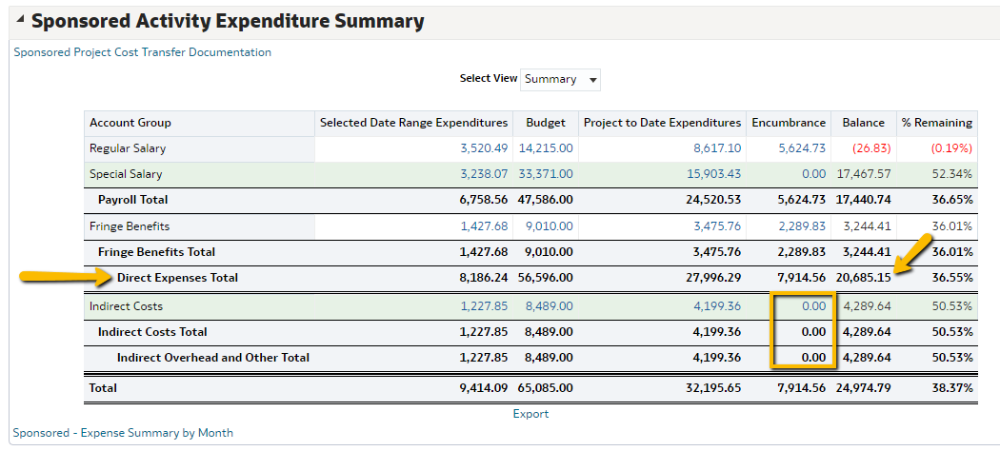 Sponsored Activity Expenditure Summary
Sponsored Project Cost Transfer Documentation
Select View Summary
Account Group Selected Date Range Expenditures Budget Project to Date Expenditures Encumbrance Balance % Remaining
Regular Salary 3,520.49 14,215.00 8,617.10 5,624.73 (26.83) (0.19%)
Special Salary 3,238.07 33,371.00 15,903.43 0.00 17,467.57 52.34%
Payroll Total 6,758.56 47,586.00 24,520.53 5,624.73 17,440.74 36.65%
Fringe Benefits 1,427.68 9,010.00 3,475.76 2,289.83 3,244.41 36.01%
Fringe Benefits Total 1,427.68 9,010.00 3,475.76 2,289.83 3,244.41 36.01%
Direct Expenses Total 8,186.24 56,596.00 27,996.29 7,914.56 20,685.15 36.55%
Indirect Costs 1,227.85 8,489.00 4,199.36 0.00 4,289.64 50.53%
Indirect Costs Total 1,227.85 8,489.00 4,199.36 0.00 4,289.64 50.53%
Indirect Overhead and Other Total 1,227.85 8,489.00 4,199.36 0.00 4,289.64 50.53%
Total 9,414.09 65,085.00 32,195.65 7,914.56 24,974.79 38.37%
Export
Sponsored - Expense Summary by Month